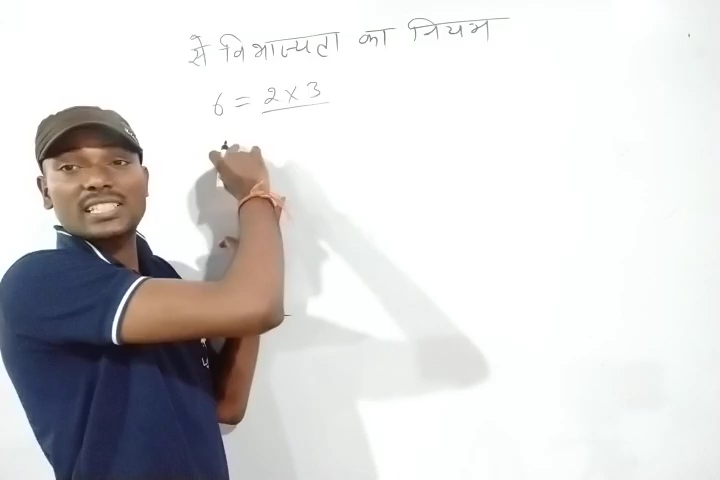 से विभाज्यता का नियम
6 = 2 x 3